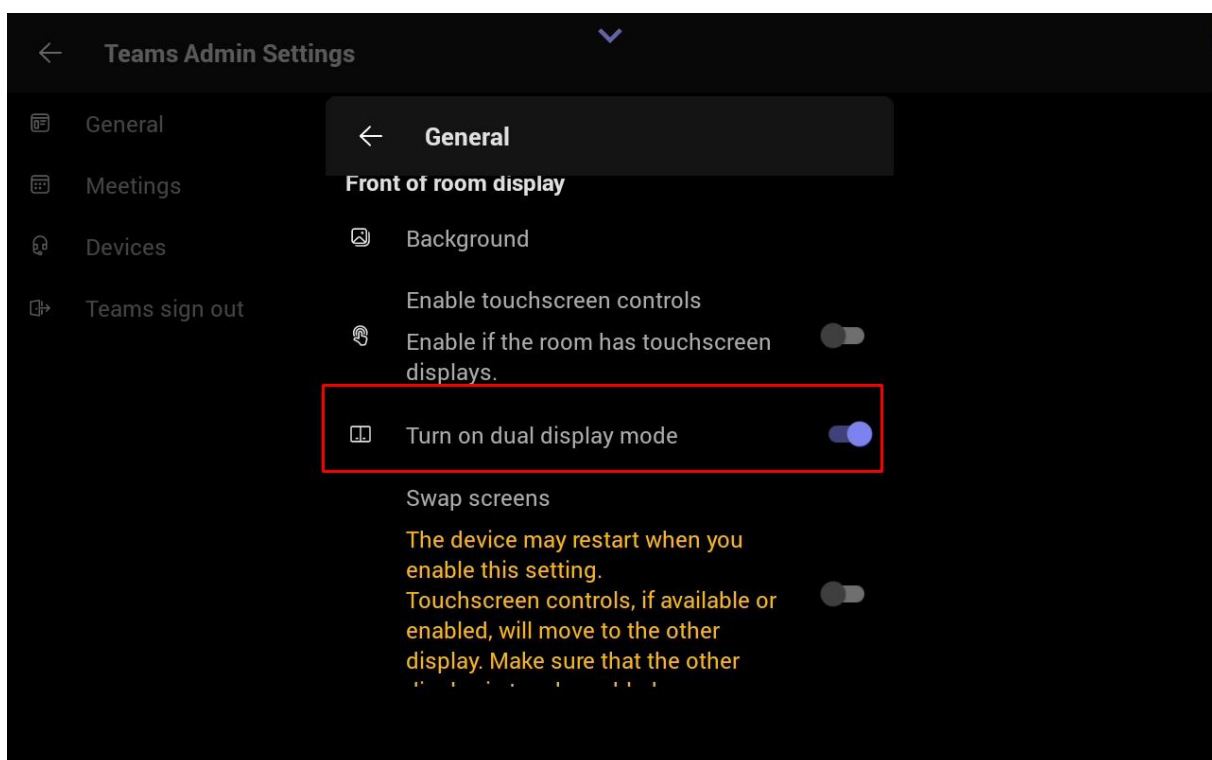 Teams Admin Settings
General
Meetings
Devices
Teams sign out
General
Front of room display
Background
Enable touchscreen controls
Enable if the room has touchscreen
displays.
Turn on dual display mode
Swap screens
The device may restart when you
enable this setting.
Touchscreen controls, if available or
enabled, will move to the other
display. Make sure that the other